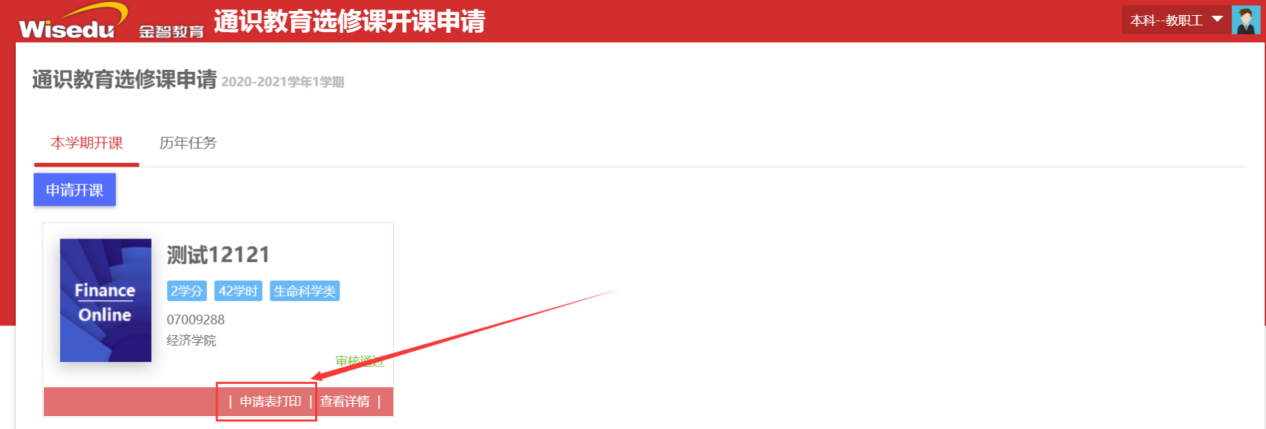 Wisedu 金智教育 通识教育选修课开课申请
本科--教职工
通识教育选修课申请 2020-2021学年1学期
本学期开课 历年任务
申请开课
Finance
Online
测试12121
2学分 42学时 生命科学类
07009288
经济学院
审核通过
| 申请表打印 | 查看详情 |